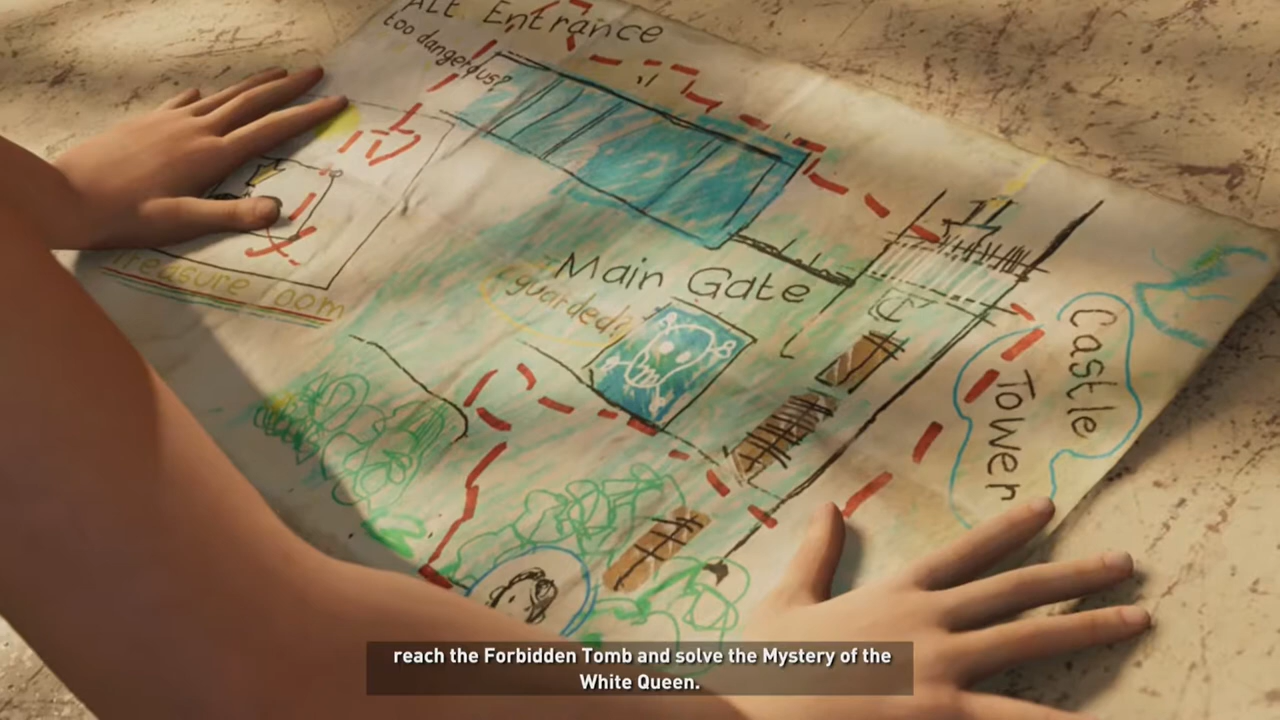 Alt Entrance
too dangerous?
Main Gate
(guarded)
Treasure room
Castle
Tower
reach the Forbidden Tomb and solve the Mystery of the
White Queen.